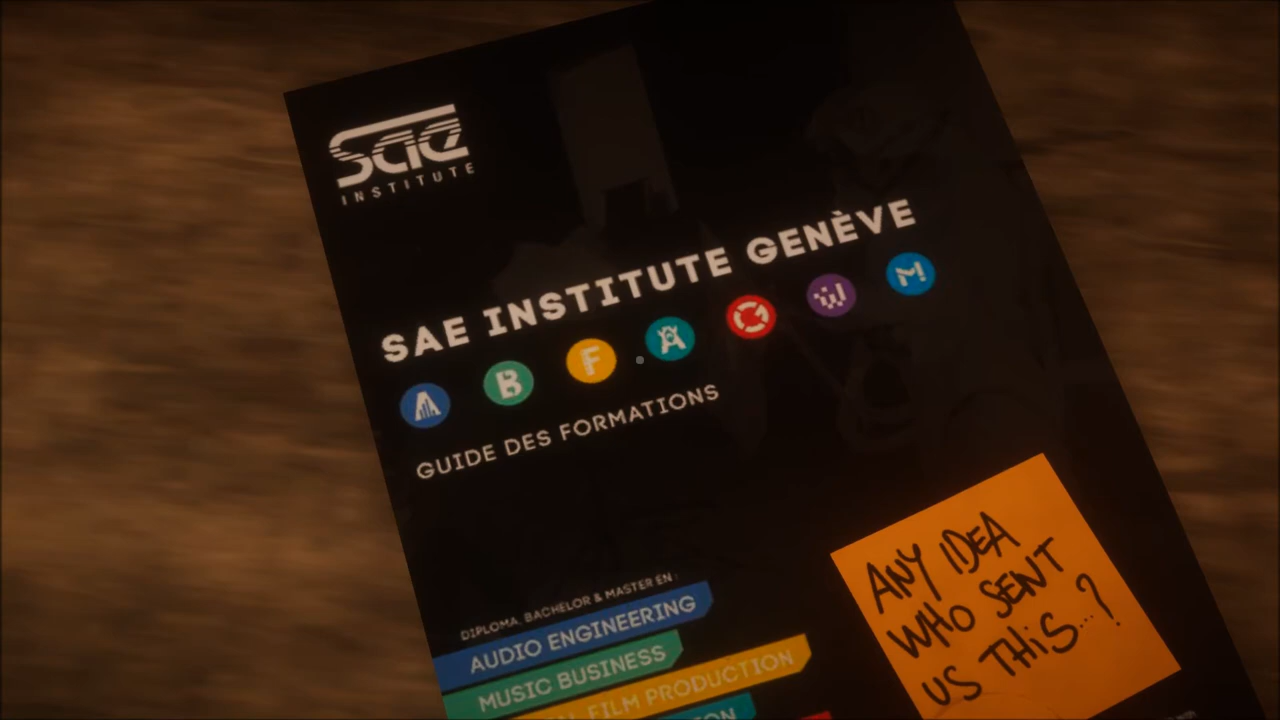 sae
INSTITUTE
SAE INSTITUTE GENÈVE
A B F A W M
GUIDE DES FORMATIONS
DIPLOMA, BACHELOR & MASTER EN :
AUDIO ENGINEERING
MUSIC BUSINESS
FILM PRODUCTION
ANY IDEA
WHO SENT
US THIS...?